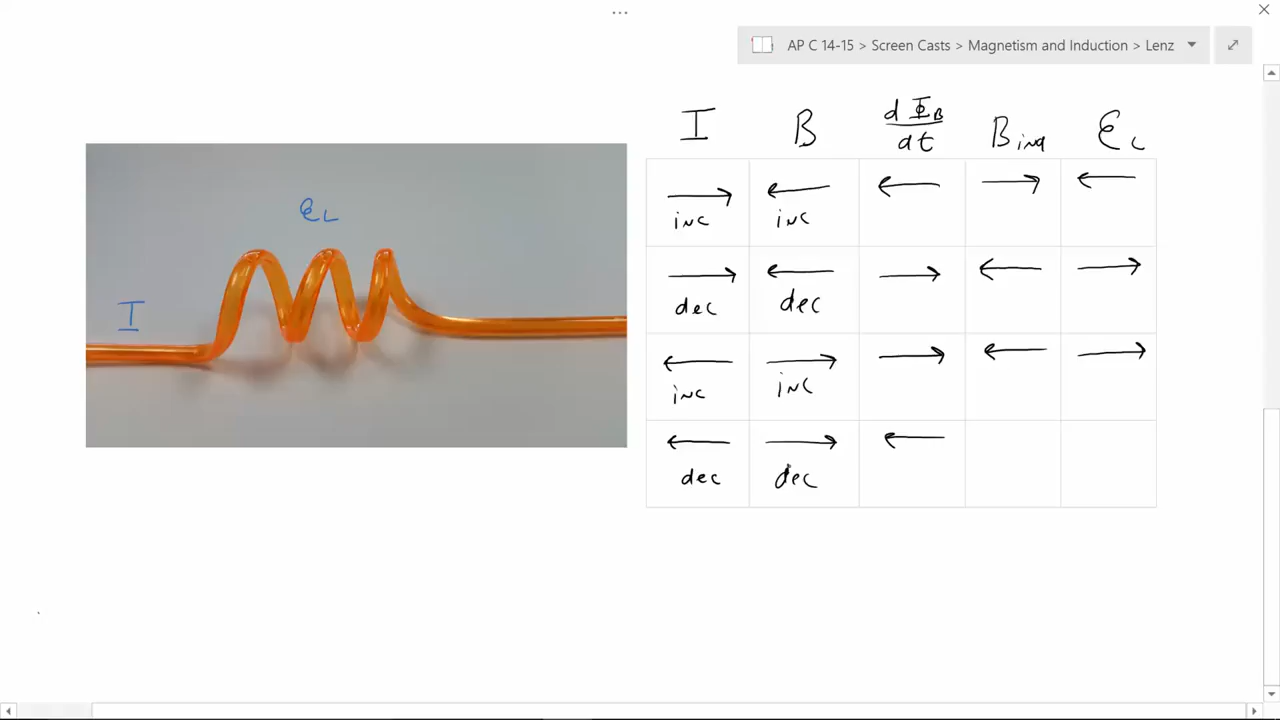 ...
AP C 14-15 > Screen Casts > Magnetism and Induction > Lenz
I B dΦB/dt Bind ℰL
→ inc ← inc ← → ←
→ dec ← dec → ← →
← inc → inc → ← →
← dec → dec ←
ℰL
I